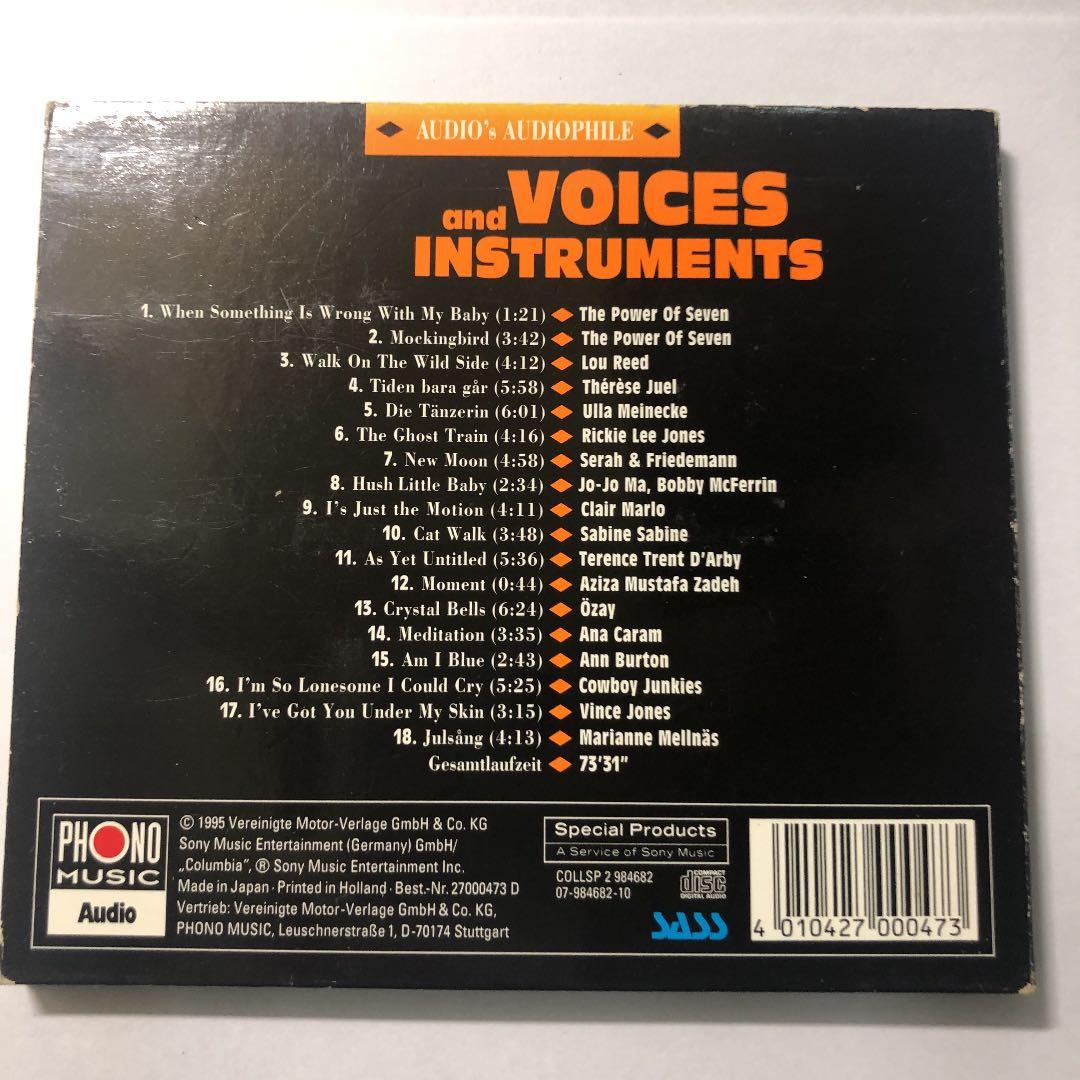 AUDIO's AUDIOPHILE
and VOICES
INSTRUMENTS
1. When Something Is Wrong With My Baby (1:21) ◆ The Power Of Seven
2. Mockingbird (3:42) ◆ The Power Of Seven
3. Walk On The Wild Side (4:12) ◆ Lou Reed
4. Tiden bara går (5:58) ◆ Thérèse Juel
5. Die Tänzerin (6:01) ◆ Ulla Meinecke
6. The Ghost Train (4:16) ◆ Rickie Lee Jones
7. New Moon (4:58) ◆ Serah & Friedemann
8. Hush Little Baby (2:34) ◆ Jo-Jo Ma, Bobby McFerrin
9. I's Just the Motion (4:11) ◆ Clair Marlo
10. Cat Walk (3:48) ◆ Sabine Sabine
11. As Yet Untitled (5:36) ◆ Terence Trent D'Arby
12. Moment (0:44) ◆ Aziza Mustafa Zadeh
13. Crystal Bells (6:24) ◆ Özay
14. Meditation (3:35) ◆ Ana Caram
15. Am I Blue (2:43) ◆ Ann Burton
16. I'm So Lonesome I Could Cry (5:25) ◆ Cowboy Junkies
17. I've Got You Under My Skin (3:15) ◆ Vince Jones
18. Julsång (4:13) ◆ Marianne Mellnäs
Gesamtlaufzeit ◆ 73'31"
PHONO
MUSIC
Audio
© 1995 Vereinigte Motor-Verlage GmbH & Co. KG
Sony Music Entertainment (Germany) GmbH/
„Columbia", ® Sony Music Entertainment Inc.
Made in Japan · Printed in Holland · Best.-Nr. 27000473 D
Vertrieb: Vereinigte Motor-Verlage GmbH & Co. KG,
PHONO MUSIC, Leuschnerstraße 1, D-70174 Stuttgart
Special Products
A Service of Sony Music
COLLSP 2 984682
07-984682-10
COMPACT
disc
DIGITAL AUDIO
SASS
4 010427 000473